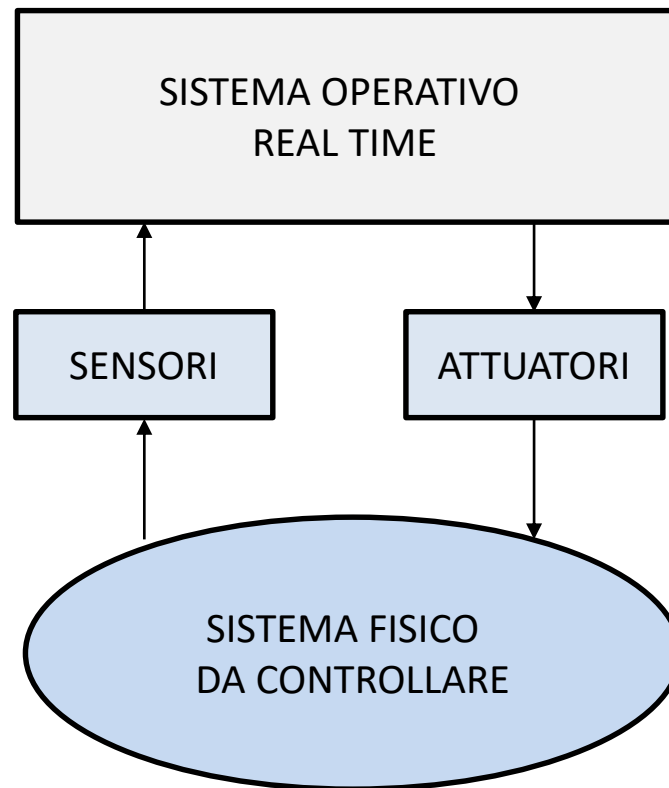 SISTEMA OPERATIVO
REAL TIME
SENSORI
ATTUATORI
SISTEMA FISICO
DA CONTROLLARE